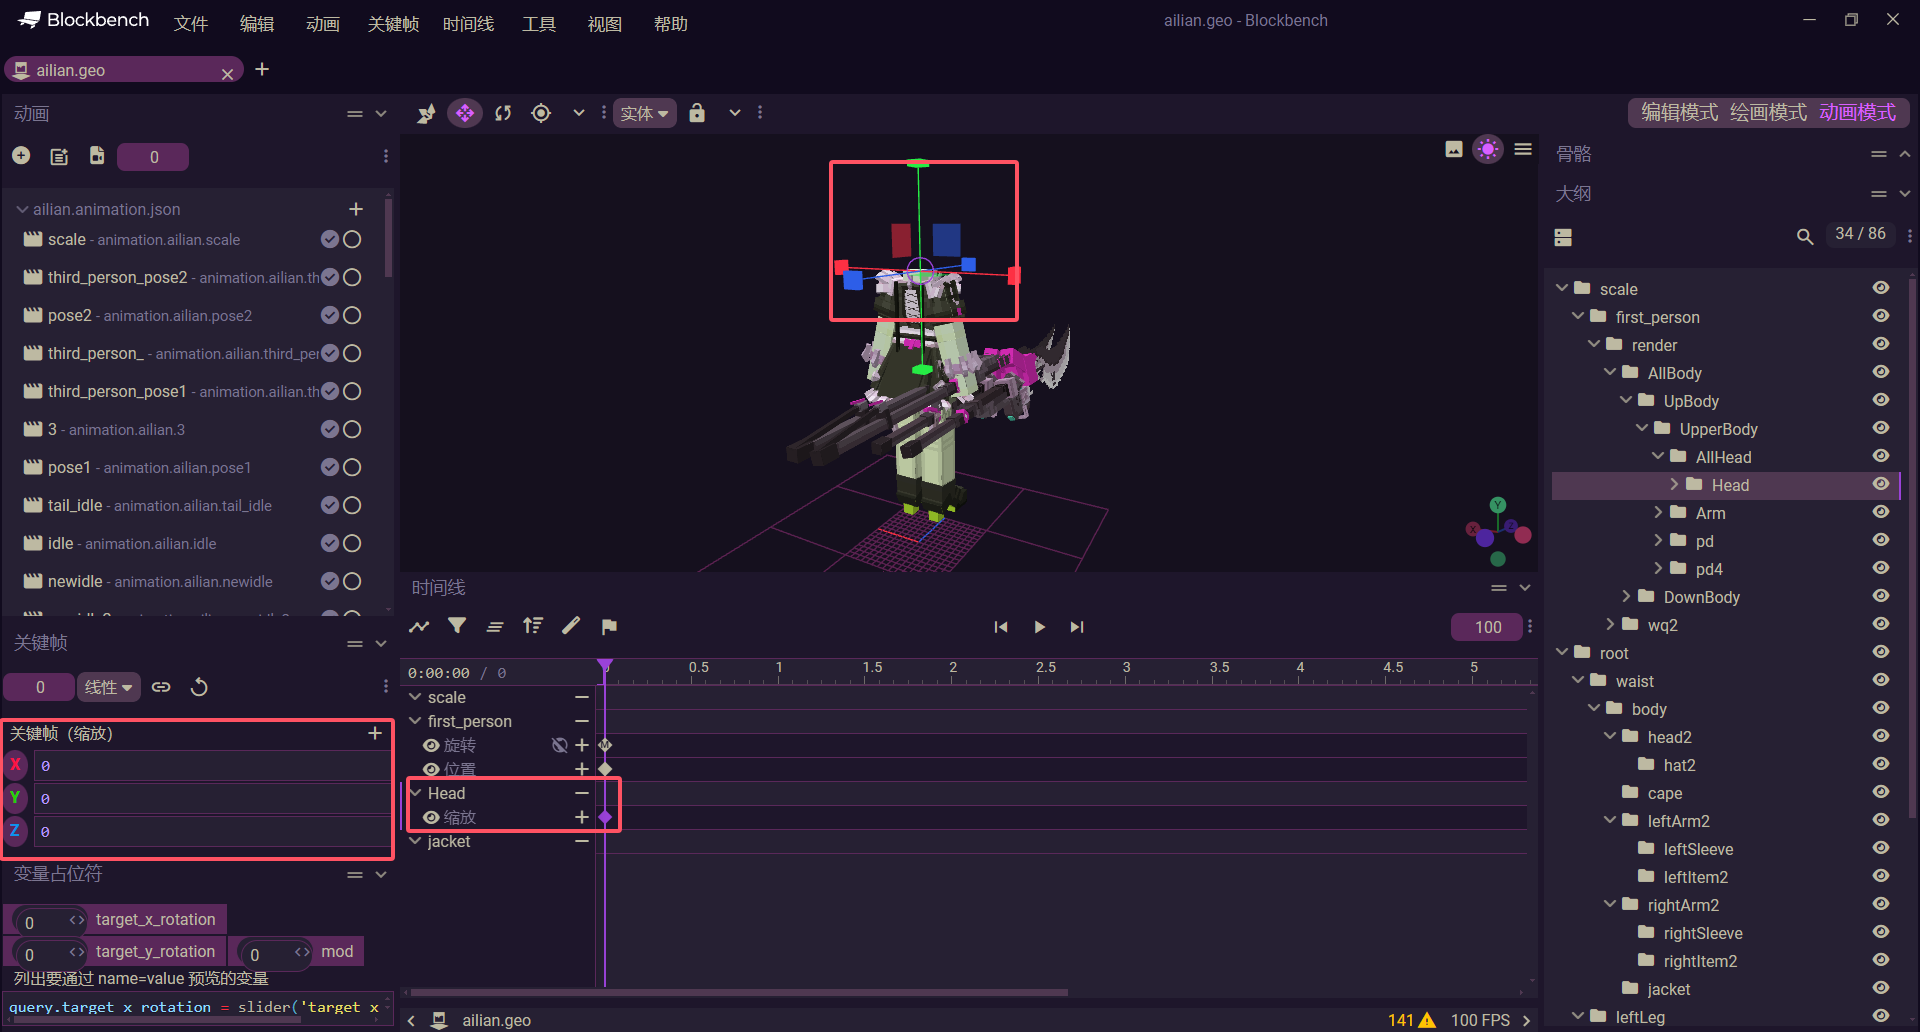 Blockbench 文件 编辑 动画 关键帧 时间线 工具 视图 帮助
ailian.geo - Blockbench
ailian.geo
动画
0
ailian.animation.json
scale - animation.ailian.scale
third_person_pose2 - animation.ailian.th
pose2 - animation.ailian.pose2
third_person_ - animation.ailian.third_per
third_person_pose1 - animation.ailian.th
3 - animation.ailian.3
pose1 - animation.ailian.pose1
tail_idle - animation.ailian.tail_idle
idle - animation.ailian.idle
newidle - animation.ailian.newidle
关键帧
0 线性
关键帧（缩放）
X 0
Y 0
Z 0
变量占位符
0 target_x_rotation
0 target_y_rotation
0 mod
列出要通过 name=value 预览的变量
query.target_x_rotation = slider('target_x
实体
编辑模式 绘画模式 动画模式
Y
X
Z
时间线
100
0:00:00 / 0
0 0.5 1 1.5 2 2.5 3 3.5 4 4.5 5
scale
first_person
旋转
位置
Head
缩放
jacket
ailian.geo
141
100 FPS
骨骼
大纲
34 / 86
scale
first_person
render
AllBody
UpBody
UpperBody
AllHead
Head
Arm
pd
pd4
DownBody
wq2
root
waist
body
head2
hat2
cape
leftArm2
leftSleeve
leftItem2
rightArm2
rightSleeve
rightItem2
jacket
leftLeg